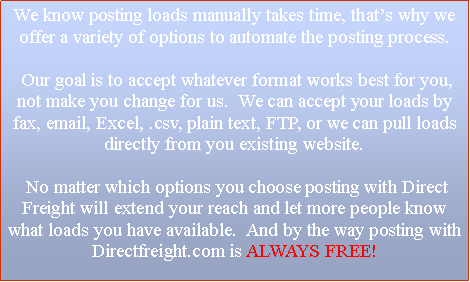 We know posting loads manually takes time, that's why we
offer a variety of options to automate the posting process.
Our goal is to accept whatever format works best for you,
not make you change for us.  We can accept your loads by
fax, email, Excel, .csv, plain text, FTP, or we can pull loads
directly from you existing website.
No matter which options you choose posting with Direct
Freight will extend your reach and let more people know
what loads you have available.  And by the way posting with
Directfreight.com is ALWAYS FREE!